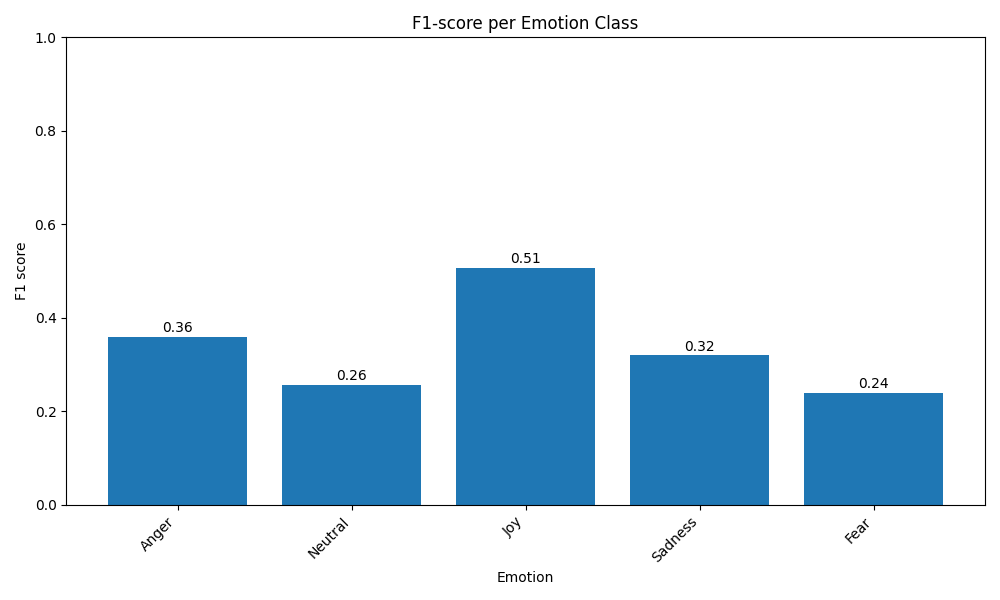 F1-score per Emotion Class
1.0
0.8
0.6
0.4
0.2
0.0
F1 score
0.36
0.26
0.51
0.32
0.24
Anger
Neutral
Joy
Sadness
Fear
Emotion